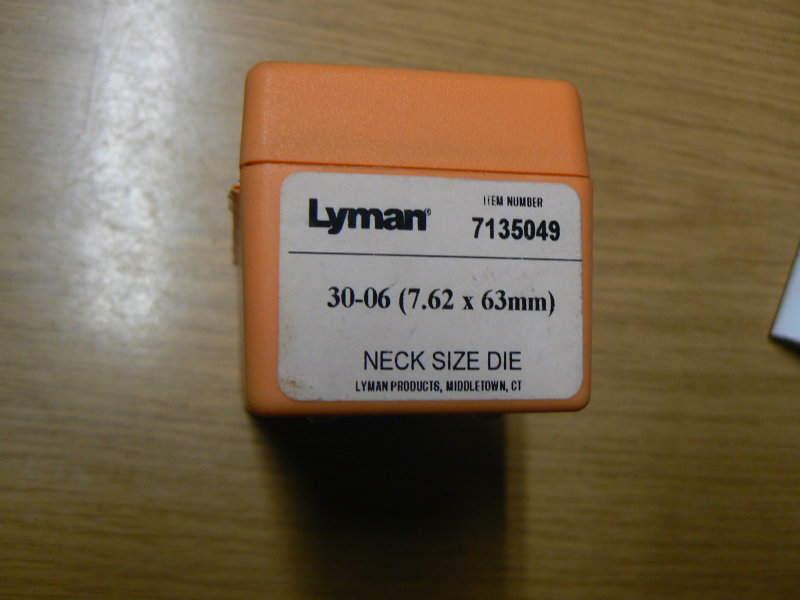 Lyman®
ITEM NUMBER
7135049
30-06 (7.62 x 63mm)
NECK SIZE DIE
LYMAN PRODUCTS, MIDDLETOWN, CT